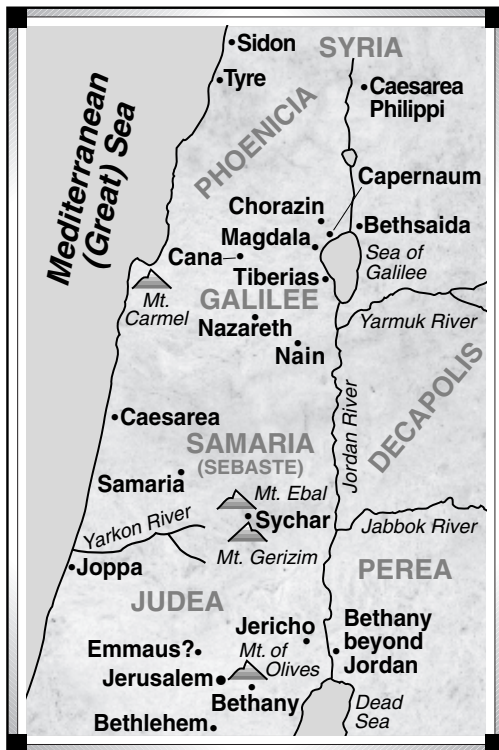 Sidon
SYRIA
Tyre
Caesarea
Philippi
Mediterranean
(Great) Sea
PHOENICIA
Capernaum
Chorazin
Bethsaida
Magdala
Cana
Sea of
Galilee
Tiberias
Mt.
Carmel
GALILEE
Nazareth
Yarmuk River
Nain
DECAPOLIS
Jordan River
Caesarea
SAMARIA
(SEBASTE)
Samaria
Mt. Ebal
Sychar
Yarkon River
Jabbok River
Mt. Gerizim
Joppa
PEREA
JUDEA
Jericho
Bethany
beyond
Jordan
Emmaus?
Mt. of
Olives
Jerusalem
Bethany
Dead
Sea
Bethlehem